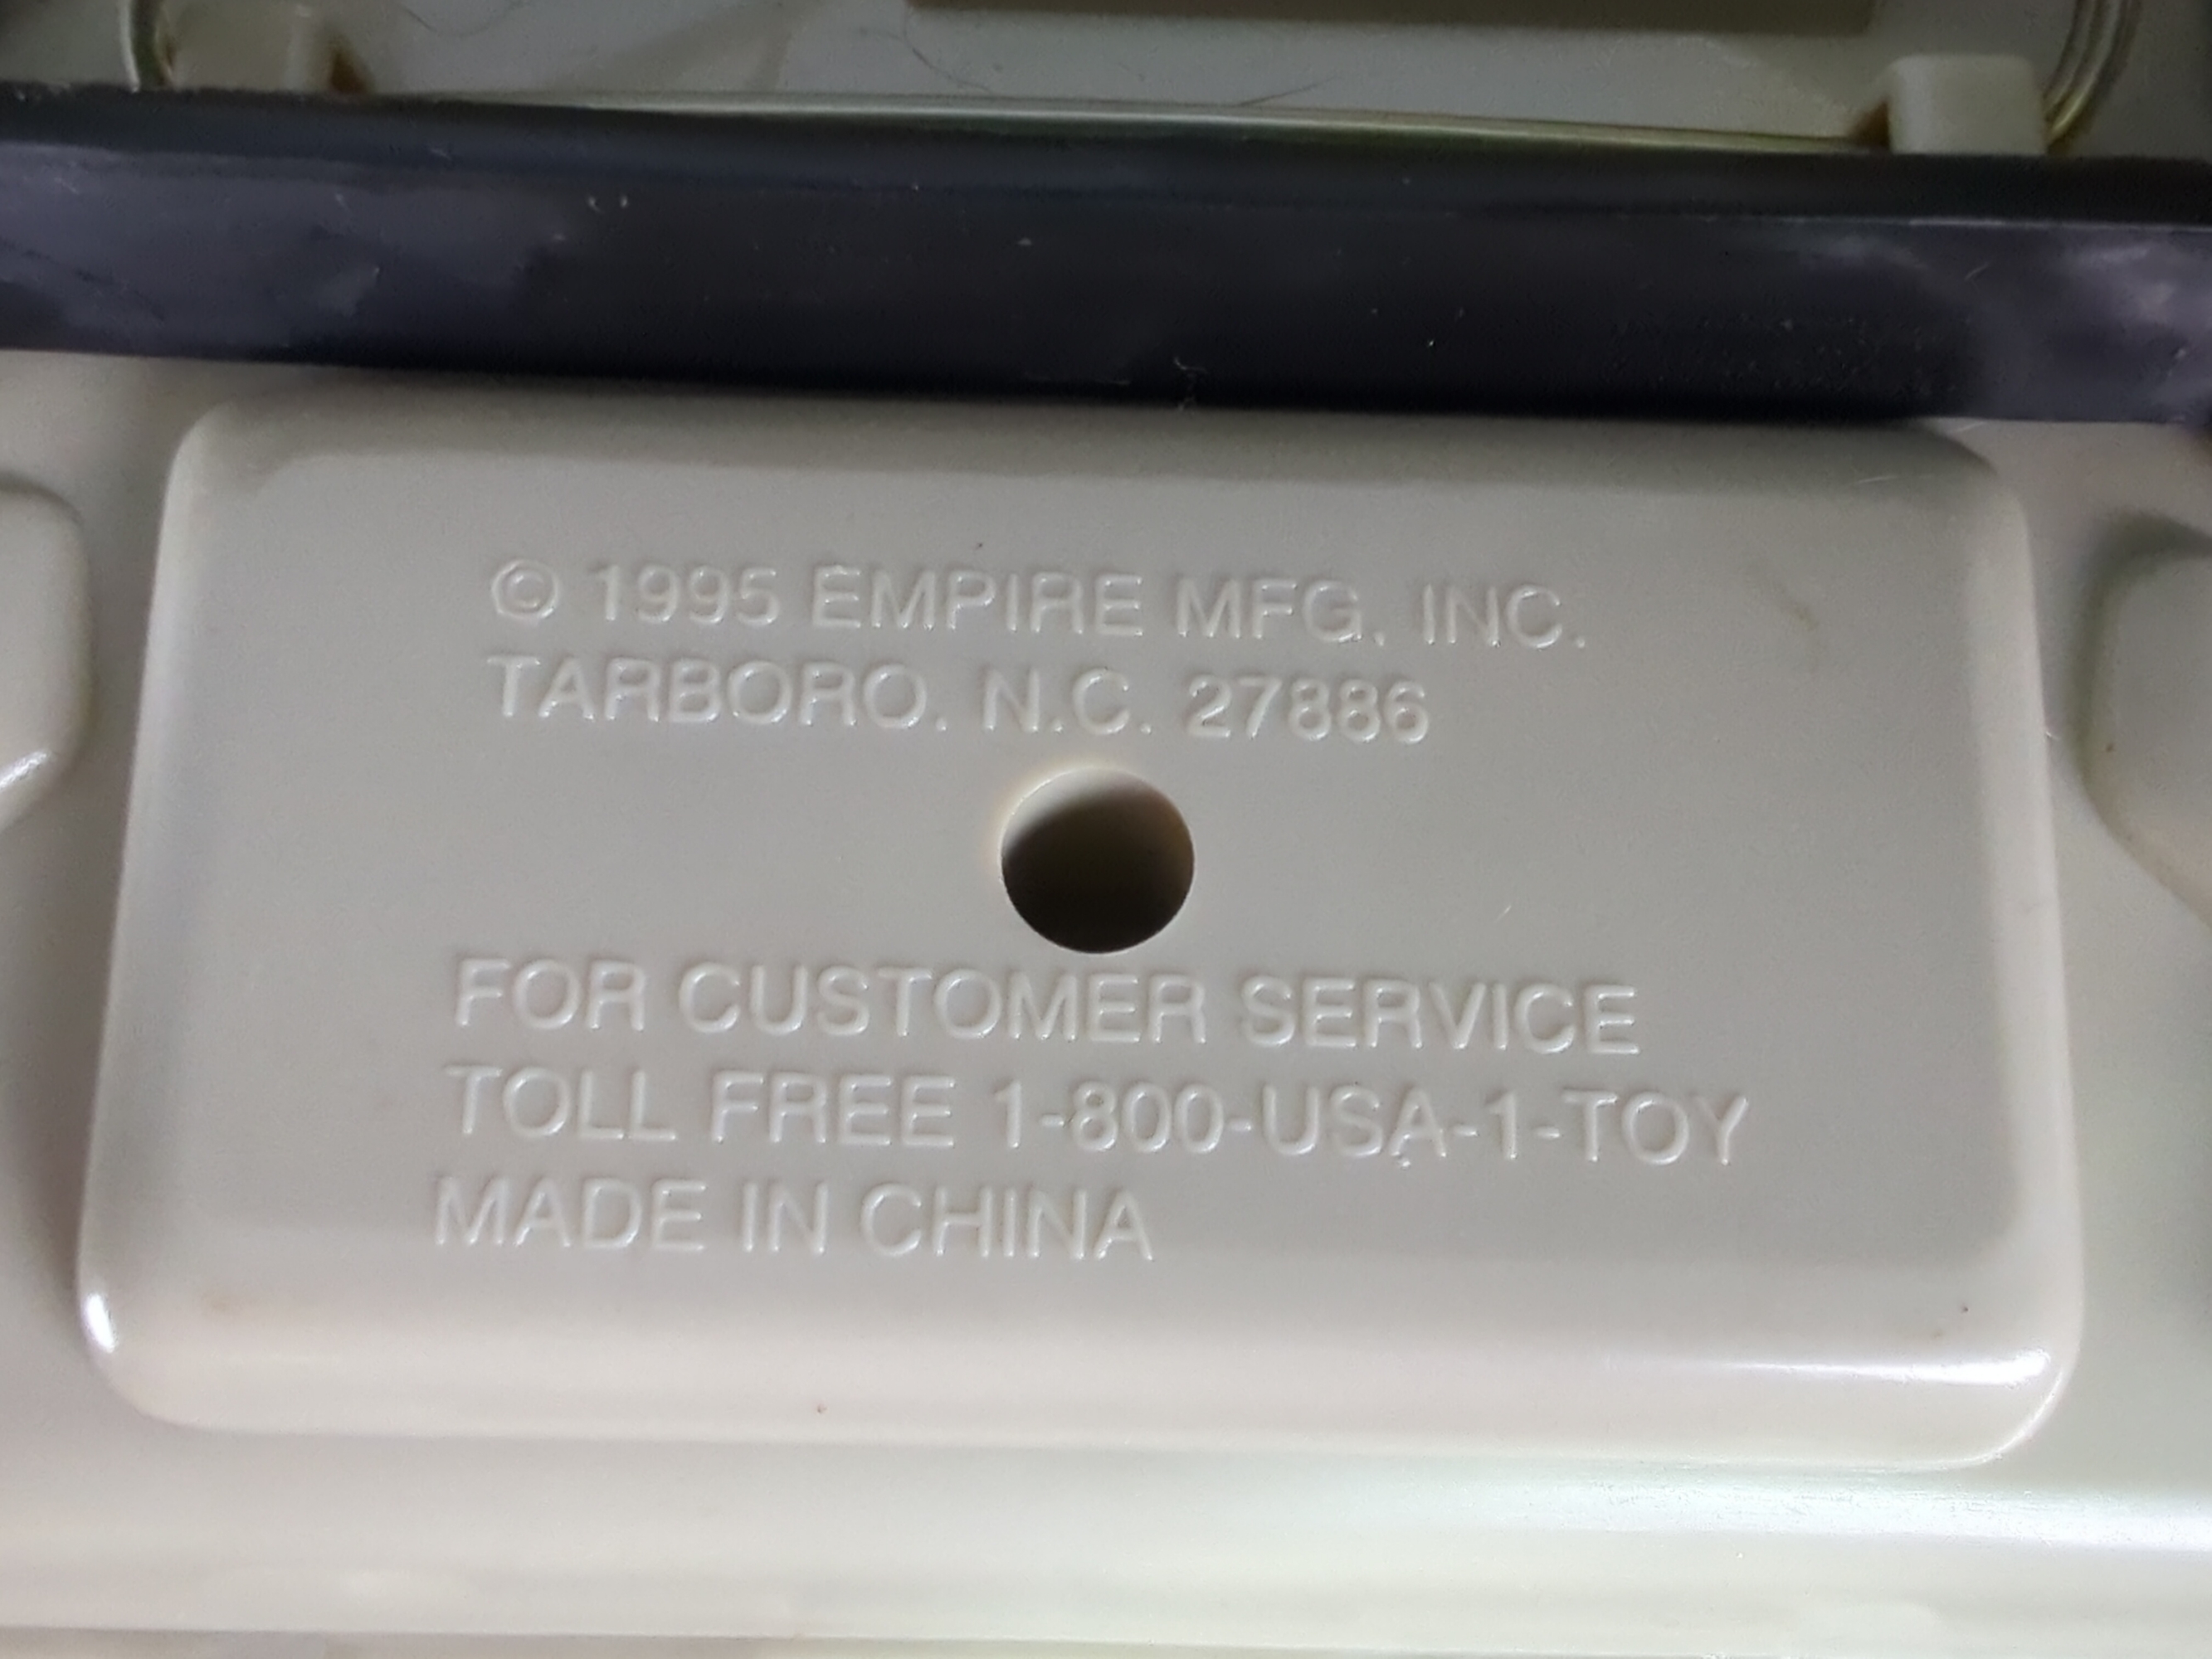 © 1995 EMPIRE MFG. INC.
TARBORO. N.C. 27886
FOR CUSTOMER SERVICE
TOLL FREE 1-800-USA-1-TOY
MADE IN CHINA